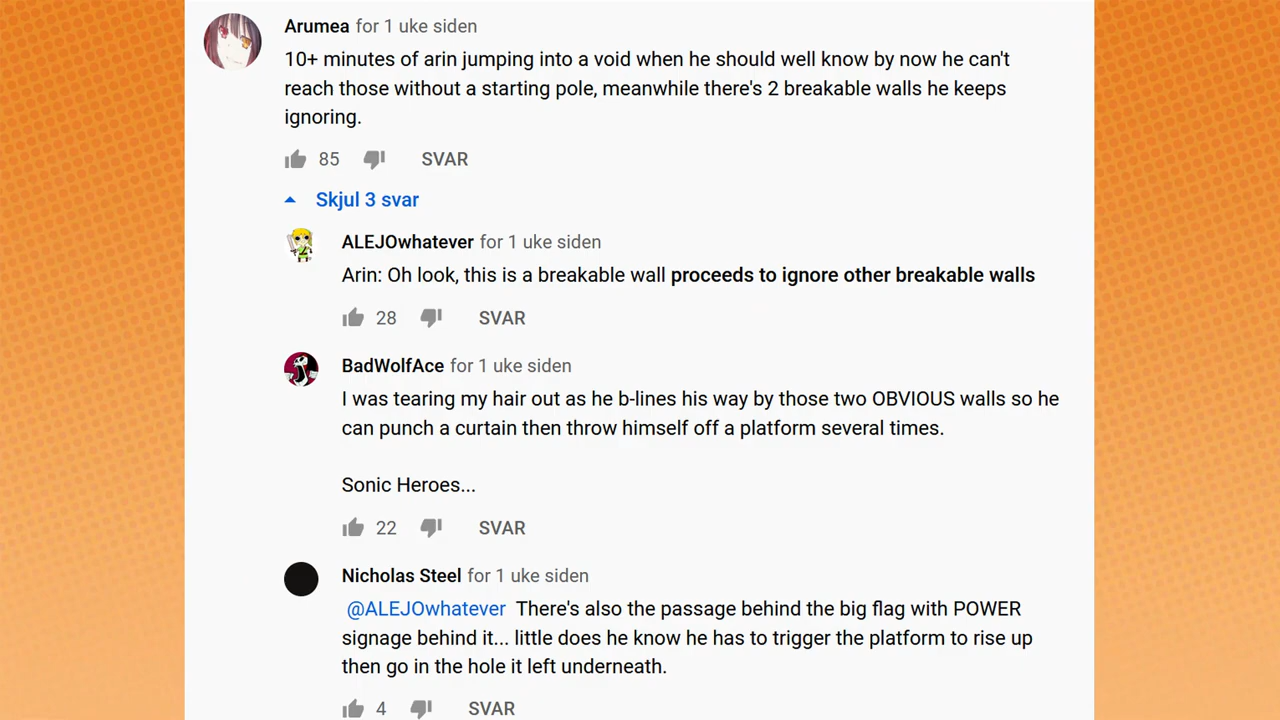 Arumea for 1 uke siden
10+ minutes of arin jumping into a void when he should well know by now he can't
reach those without a starting pole, meanwhile there's 2 breakable walls he keeps
ignoring.
85 SVAR
Skjul 3 svar
ALEJOwhatever for 1 uke siden
Arin: Oh look, this is a breakable wall proceeds to ignore other breakable walls
28 SVAR
BadWolfAce for 1 uke siden
I was tearing my hair out as he b-lines his way by those two OBVIOUS walls so he
can punch a curtain then throw himself off a platform several times.
Sonic Heroes...
22 SVAR
Nicholas Steel for 1 uke siden
@ALEJOwhatever There's also the passage behind the big flag with POWER
signage behind it... little does he know he has to trigger the platform to rise up
then go in the hole it left underneath.
4 SVAR